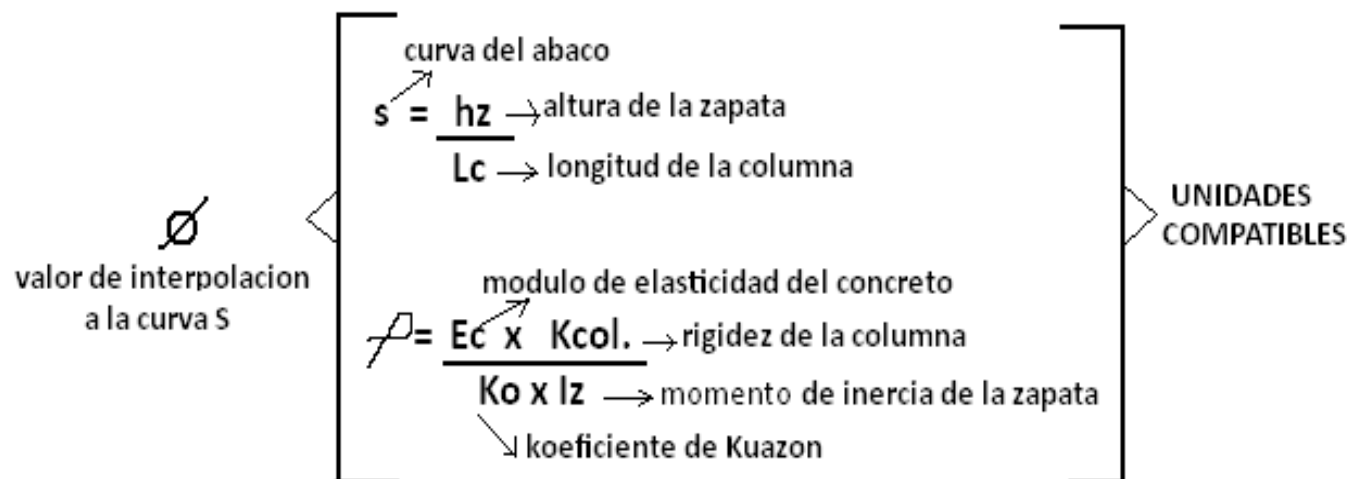 curva del abaco
s = hz → altura de la zapata
Lc → longitud de la columna
Ø
valor de interpolacion
a la curva S
UNIDADES
COMPATIBLES
modulo de elasticidad del concreto
= Ec x Kcol. → rigidez de la columna
Ko x Iz → momento de inercia de la zapata
koeficiente de Kuazon